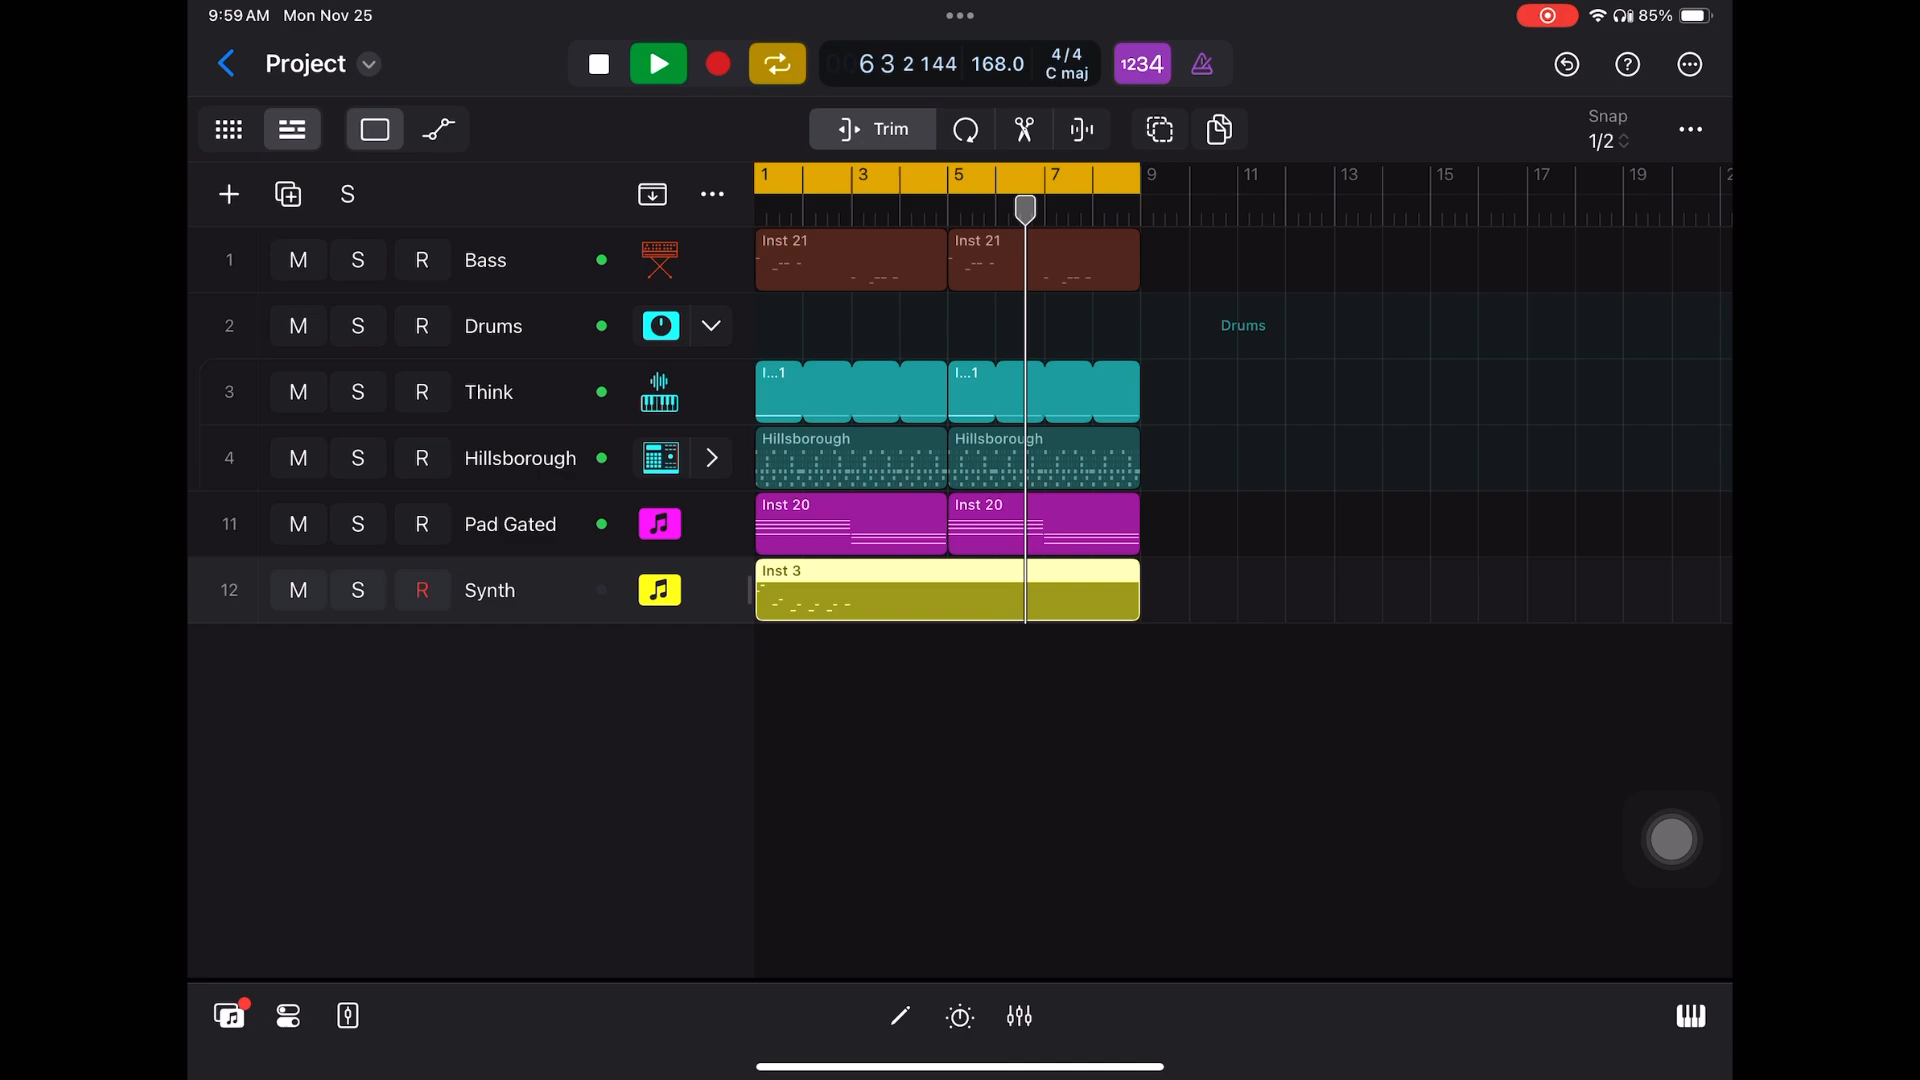 9:59 AM Mon Nov 25
85%
Project
6 3 2 144 168.0 4/4 C maj 1234
Trim
Snap
1/2
S
1 3 5 7 9 11 13 15 17 19
1 M S R Bass
Inst 21 Inst 21
2 M S R Drums
Drums
3 M S R Think
I...1 I...1
4 M S R Hillsborough
Hillsborough Hillsborough
11 M S R Pad Gated
Inst 20 Inst 20
12 M S R Synth
Inst 3